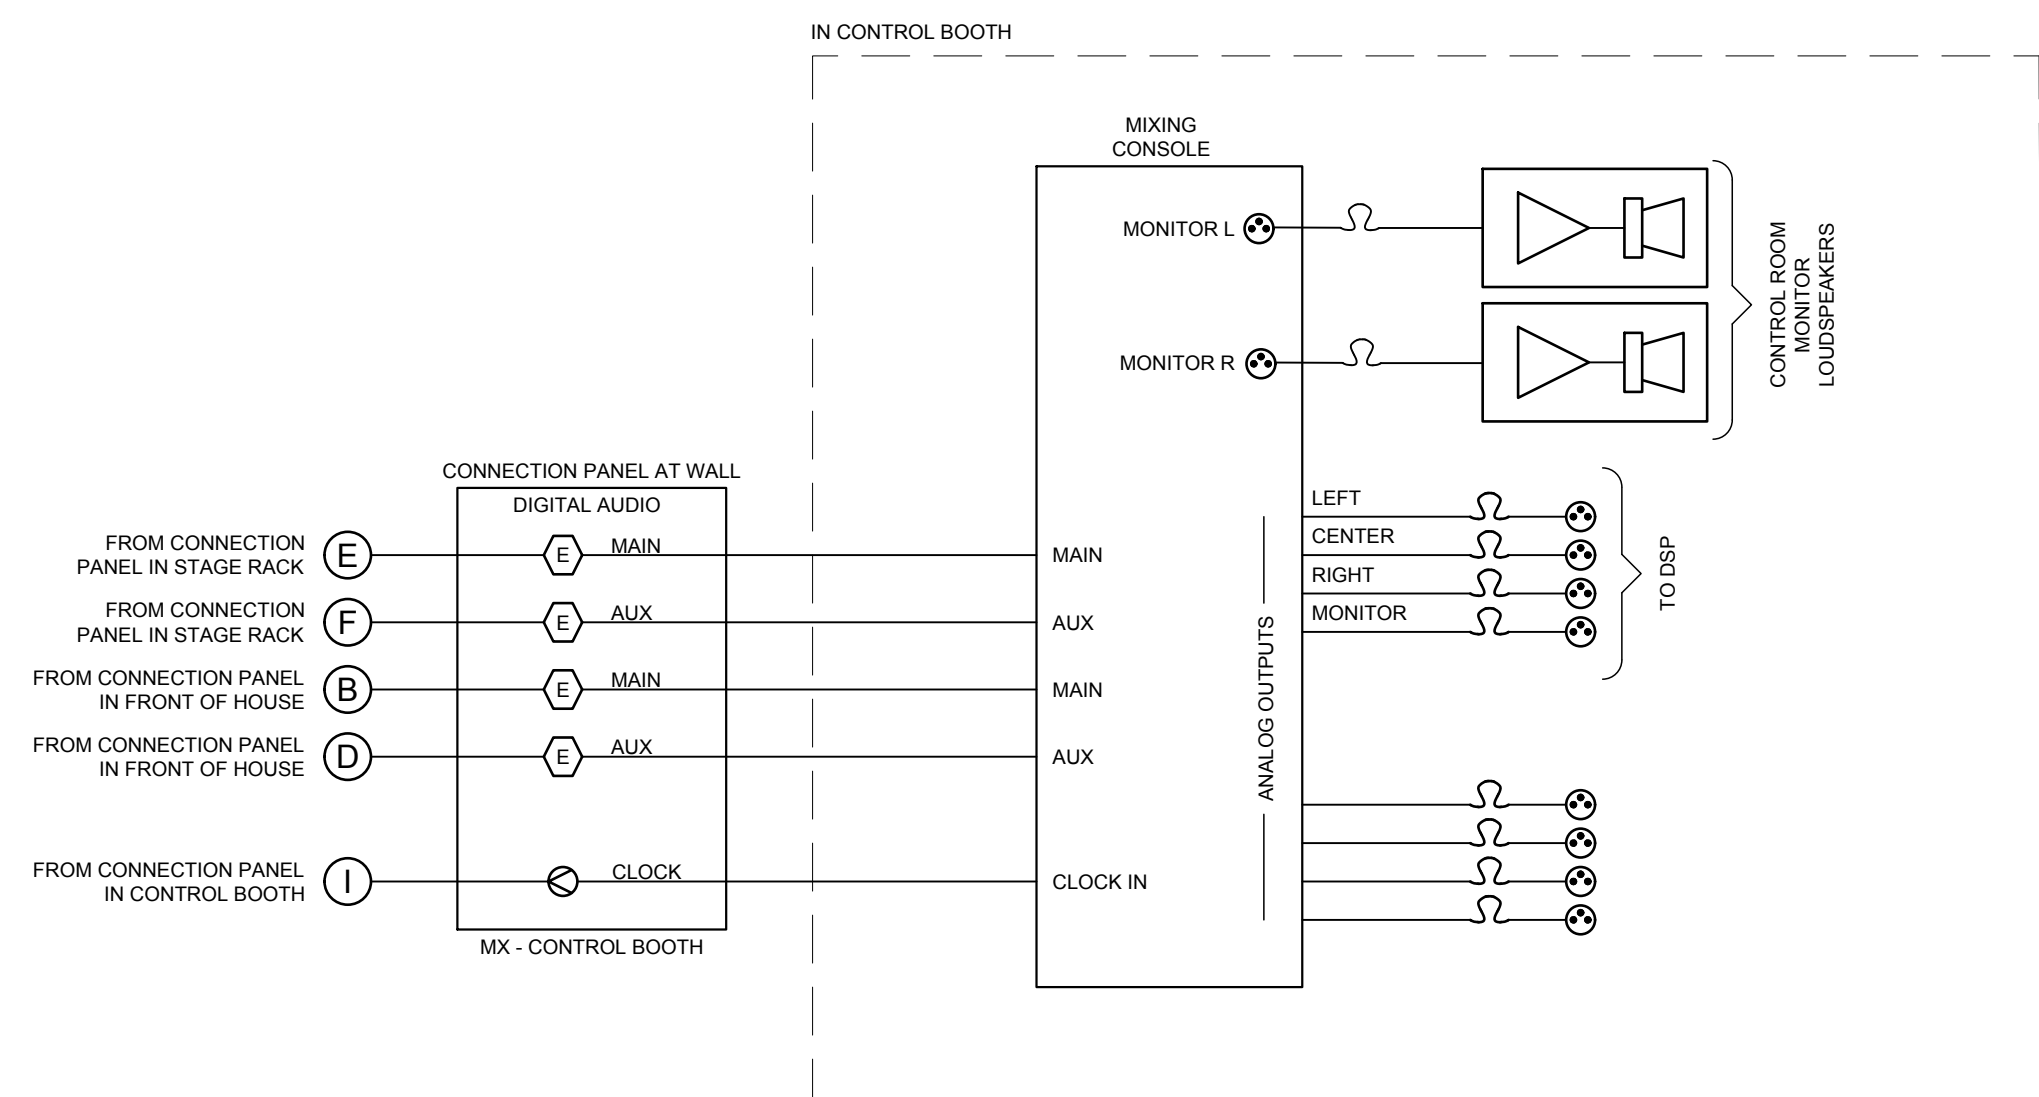 IN CONTROL BOOTH
MIXING
CONSOLE
MONITOR L
MONITOR R
CONTROL ROOM
MONITOR
LOUDSPEAKERS
CONNECTION PANEL AT WALL
DIGITAL AUDIO
FROM CONNECTION
PANEL IN STAGE RACK
E
E
MAIN
MAIN
FROM CONNECTION
PANEL IN STAGE RACK
F
E
AUX
AUX
FROM CONNECTION PANEL
IN FRONT OF HOUSE
B
E
MAIN
MAIN
FROM CONNECTION PANEL
IN FRONT OF HOUSE
D
E
AUX
AUX
FROM CONNECTION PANEL
IN CONTROL BOOTH
I
CLOCK
CLOCK IN
MX - CONTROL BOOTH
ANALOG OUTPUTS
LEFT
CENTER
RIGHT
MONITOR
TO DSP